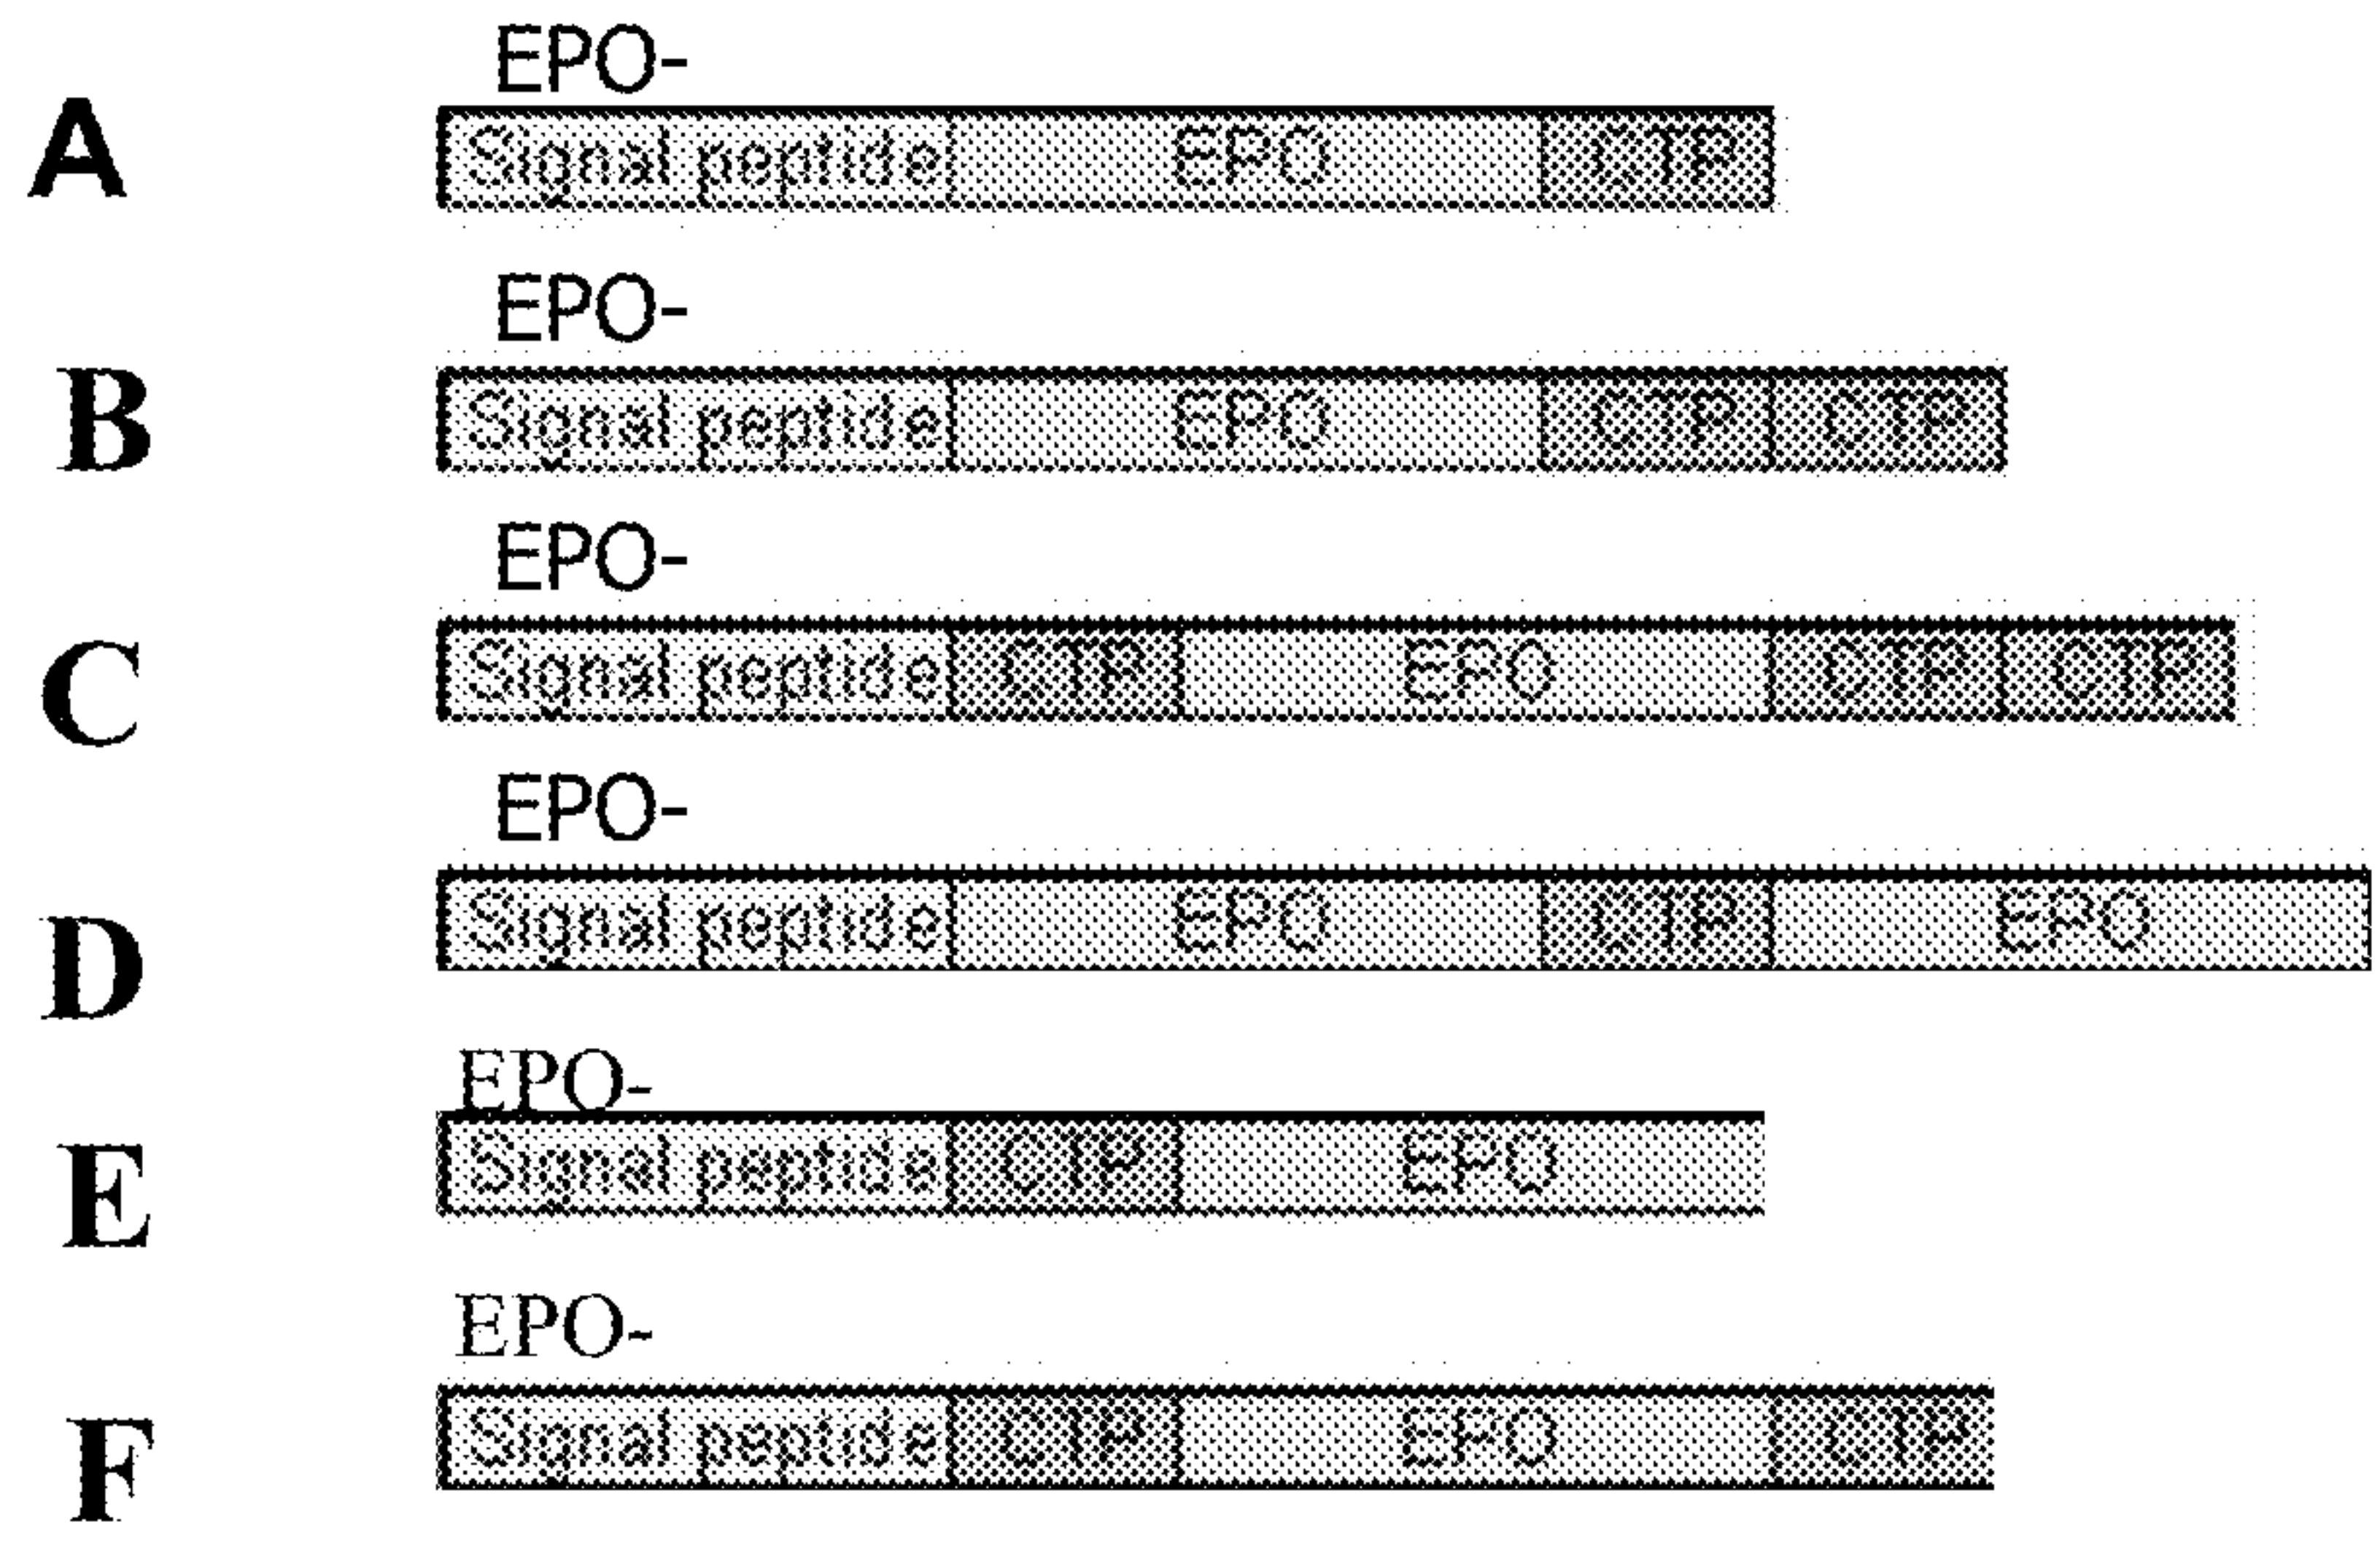 EPO-
A
Signal peptide EPO CTP
EPO-
B
Signal peptide EPO CTP CTP
EPO-
C
Signal peptide CTP EPO CTP CTP
EPO-
D
Signal peptide EPO CTP EPO
EPO-
E
Signal peptide CTP EPO
EPO-
F
Signal peptide CTP EPO CTP